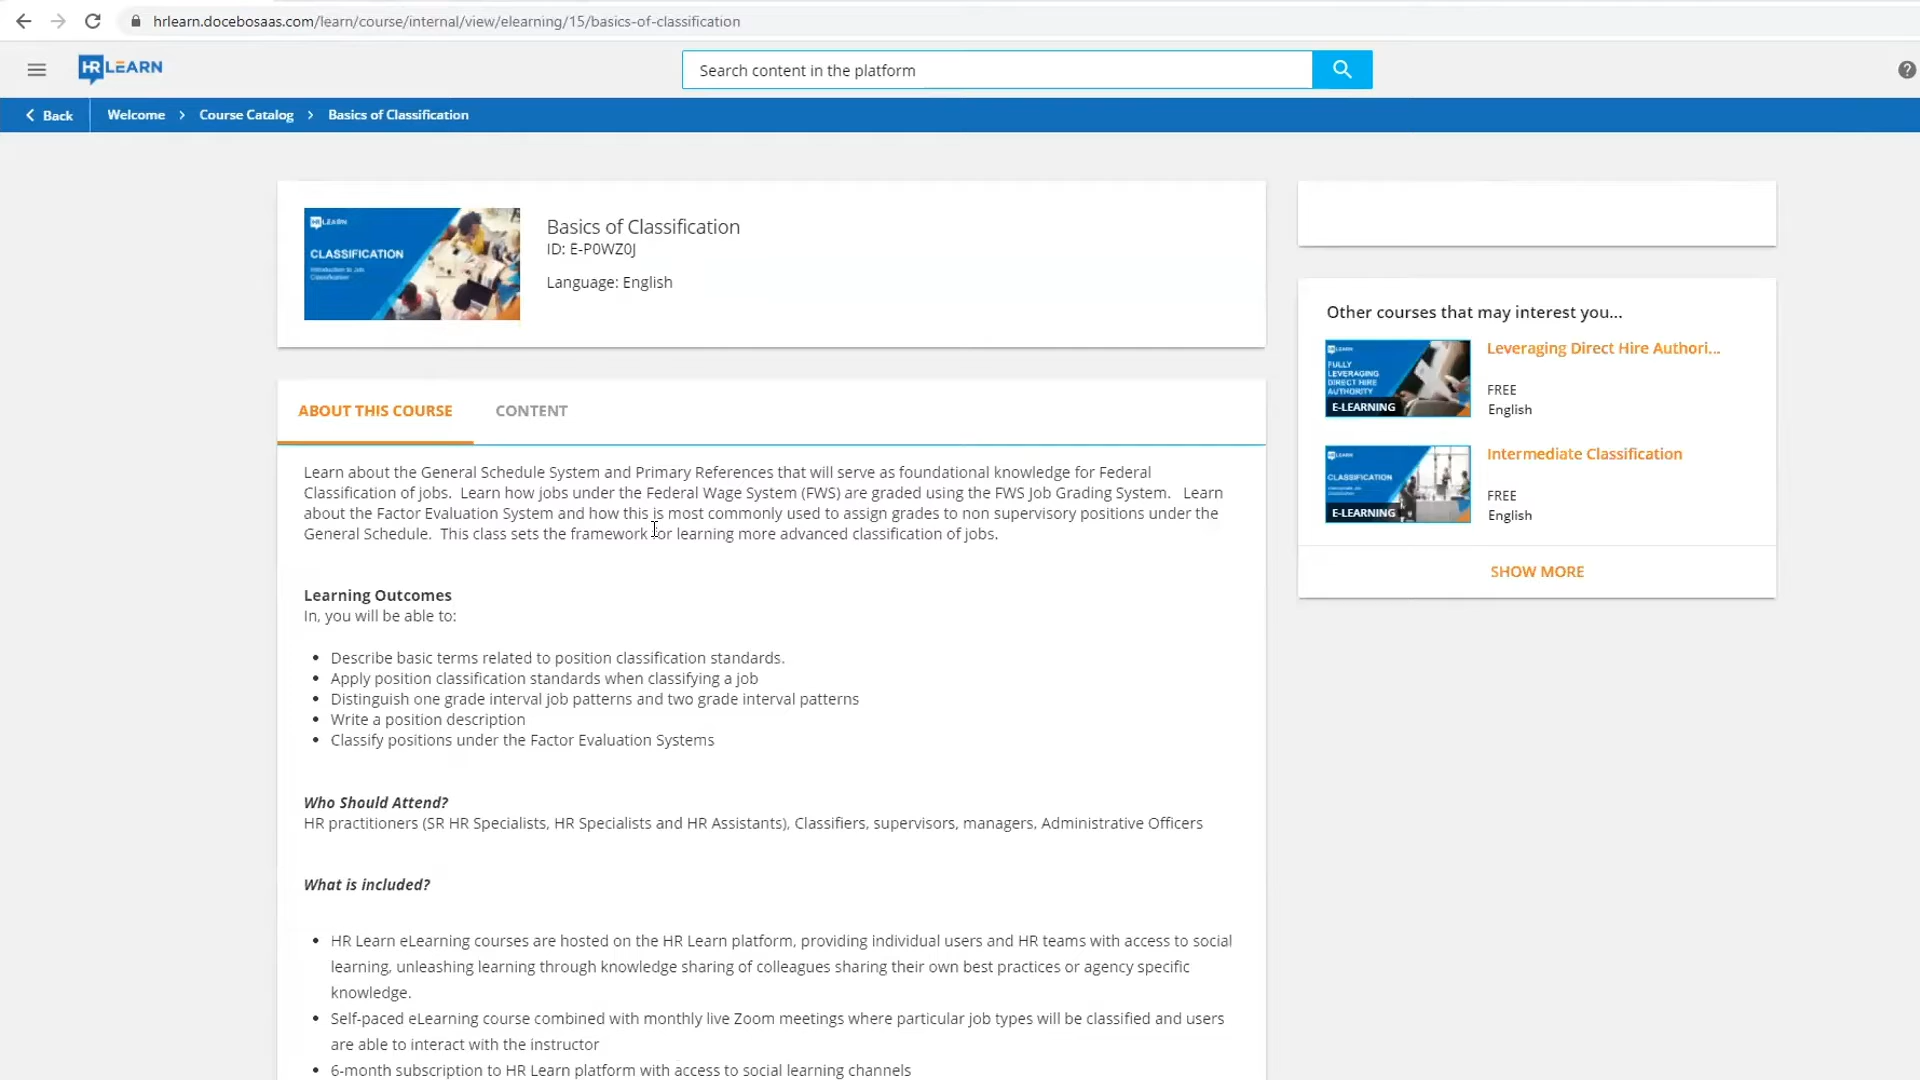 hrlearn.docebosaas.com/learn/course/internal/view/elearning/15/basics-of-classification
HR LEARN
Search content in the platform
Back
Welcome > Course Catalog > Basics of Classification
HR LEARN
CLASSIFICATION
Introduction to Job
Classification
Basics of Classification
ID: E-P0WZ0J
Language: English
ABOUT THIS COURSE
CONTENT
Learn about the General Schedule System and Primary References that will serve as foundational knowledge for Federal
Classification of jobs. Learn how jobs under the Federal Wage System (FWS) are graded using the FWS Job Grading System. Learn
about the Factor Evaluation System and how this is most commonly used to assign grades to non supervisory positions under the
General Schedule. This class sets the framework for learning more advanced classification of jobs.
Learning Outcomes
In, you will be able to:
• Describe basic terms related to position classification standards.
• Apply position classification standards when classifying a job
• Distinguish one grade interval job patterns and two grade interval patterns
• Write a position description
• Classify positions under the Factor Evaluation Systems
Who Should Attend?
HR practitioners (SR HR Specialists, HR Specialists and HR Assistants), Classifiers, supervisors, managers, Administrative Officers
What is included?
• HR Learn eLearning courses are hosted on the HR Learn platform, providing individual users and HR teams with access to social
learning, unleashing learning through knowledge sharing of colleagues sharing their own best practices or agency specific
knowledge.
• Self-paced eLearning course combined with monthly live Zoom meetings where particular job types will be classified and users
are able to interact with the instructor
• 6-month subscription to HR Learn platform with access to social learning channels
Other courses that may interest you...
HR LEARN
FULLY
LEVERAGING
DIRECT HIRE
AUTHORITY
E-LEARNING
Leveraging Direct Hire Authori...
FREE
English
HR LEARN
CLASSIFICATION
E-LEARNING
Intermediate Classification
FREE
English
SHOW MORE